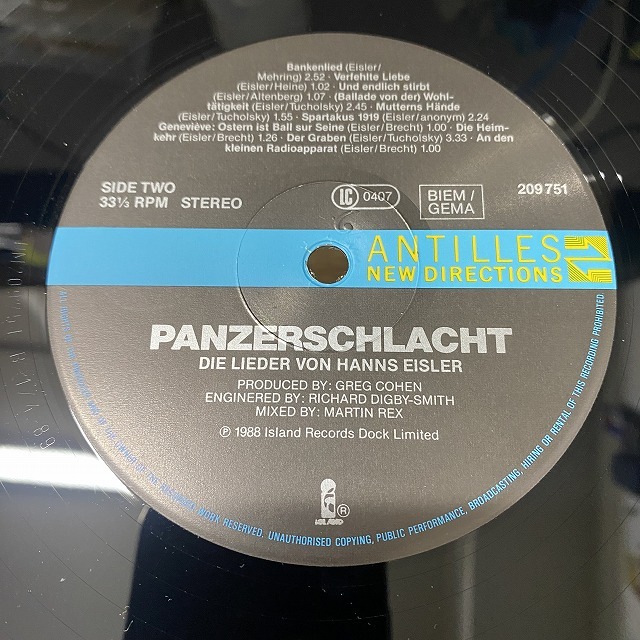 Bankenlied (Eisler/
Mehring) 2.52 · Verfehlte Liebe
(Eisler/Heine) 1.02 · Und endlich stirbt
(Eisler/Altenberg) 1.07 · (Ballade von der) Wohl-
tätigkeit (Eisler/Tucholsky) 2.45 · Mutterns Hände
(Eisler/Tucholsky) 1.55 · Spartakus 1919 (Eisler/anonym) 2.24
Geneviève: Ostern ist Ball sur Seine (Eisler/Brecht) 1.00 · Die Heim-
kehr (Eisler/Brecht) 1.26 · Der Graben (Eisler/Tucholsky) 3.33 · An den
kleinen Radioapparat (Eisler/Brecht) 1.00
SIDE TWO
33⅓ RPM STEREO
LC 0407
BIEM/
GEMA
209 751
ANTILLES
NEW DIRECTIONS
PANZERSCHLACHT
DIE LIEDER VON HANNS EISLER
PRODUCED BY: GREG COHEN
ENGINERED BY: RICHARD DIGBY-SMITH
MIXED BY: MARTIN REX
℗ 1988 Island Records Dock Limited
ISLAND ®
WORK RESERVED. UNAUTHORISED COPYING, PUBLIC PERFORMANCE, BROADCASTING, HIRING OR RENTAL OF THIS RECORDING PROHIBITED